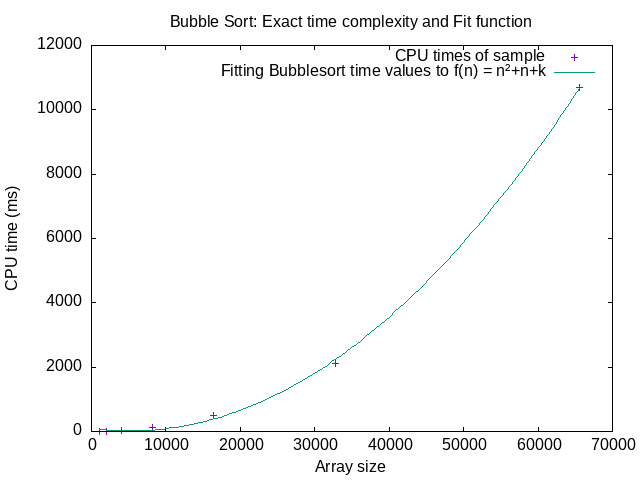 Bubble Sort: Exact time complexity and Fit function
12000
10000
8000
6000
4000
2000
0
CPU time (ms)
CPU times of sample
Fitting Bubblesort time values to f(n) = n²+n+k
0 10000 20000 30000 40000 50000 60000 70000
Array size